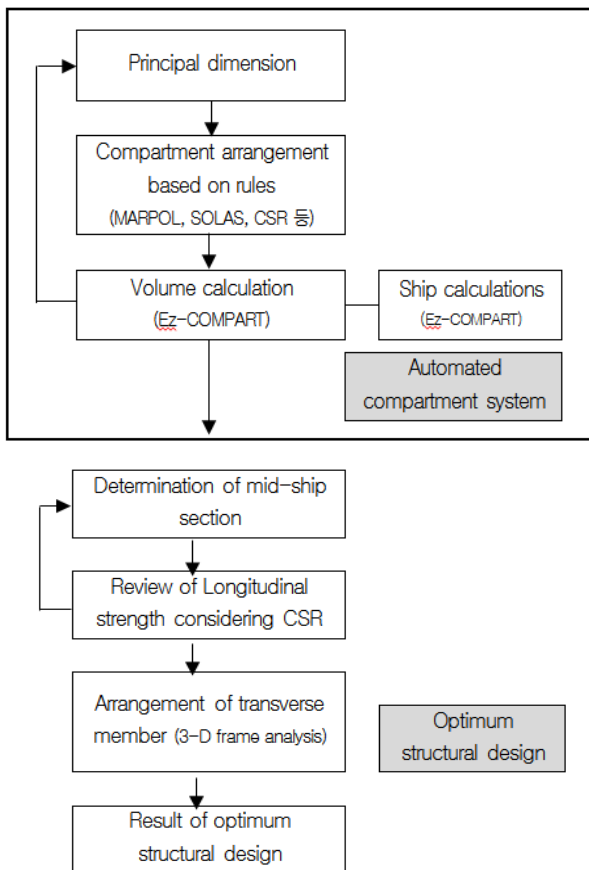 Principal dimension
Compartment arrangement
based on rules
(MARPOL, SOLAS, CSR 등)
Volume calculation
(Ez-COMPART)
Ship calculations
(Ez-COMPART)
Automated
compartment system
Determination of mid-ship
section
Review of Longitudinal
strength considering CSR
Arrangement of transverse
member (3-D frame analysis)
Optimum
structural design
Result of optimum
structural design